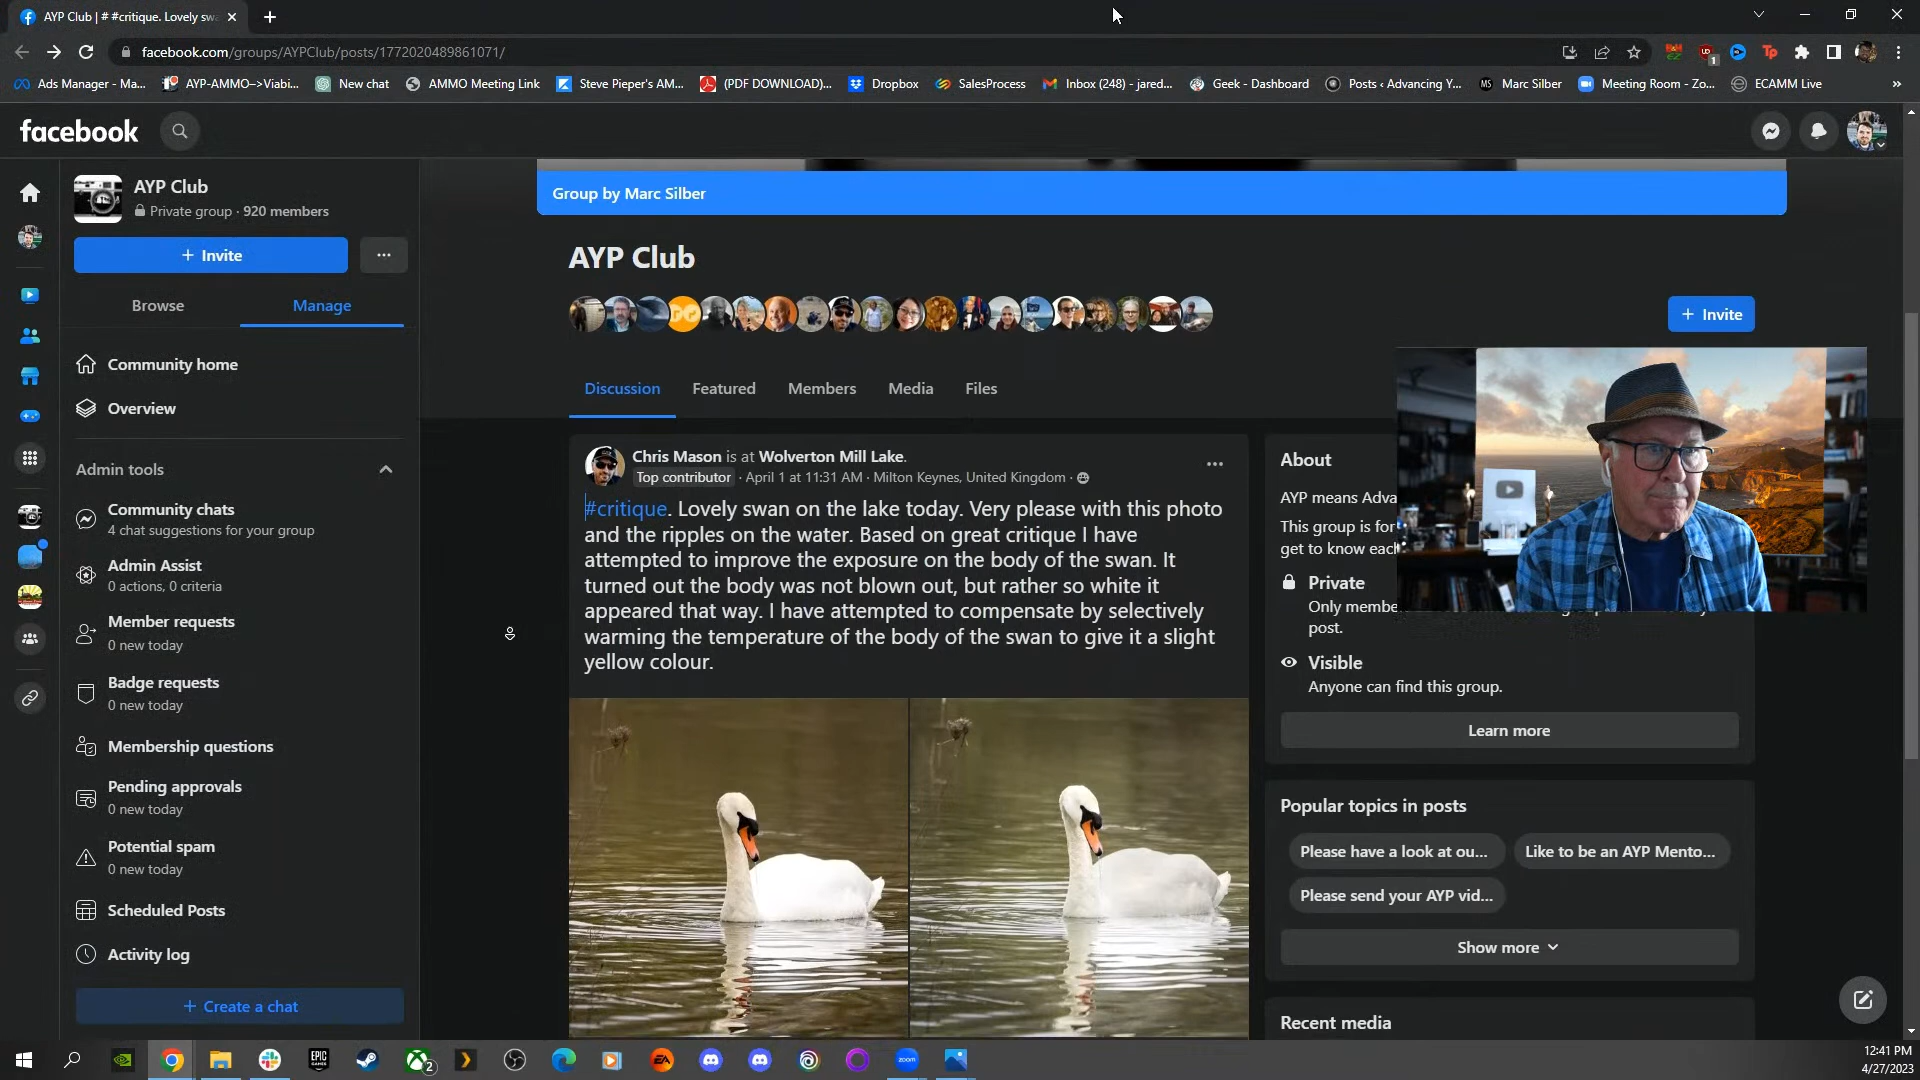 AYP Club | # #critique. Lovely swa
facebook.com/groups/AYPClub/posts/1772020489861071/
Ads Manager - Ma...
AYP-AMMO-->Viabi...
New chat
AMMO Meeting Link
Steve Pieper's AM...
(PDF DOWNLOAD)...
Dropbox
SalesProcess
Inbox (248) - jared...
Geek - Dashboard
Posts ‹ Advancing Y...
MS Marc Silber
Meeting Room - Zo...
ECAMM Live
»
facebook
AYP Club
Private group · 920 members
+ Invite
...
Browse
Manage
Community home
Overview
Admin tools
Community chats
4 chat suggestions for your group
Admin Assist
0 actions, 0 criteria
Member requests
0 new today
Badge requests
0 new today
Membership questions
Pending approvals
0 new today
Potential spam
0 new today
Scheduled Posts
Activity log
+ Create a chat
Group by Marc Silber
AYP Club
+ Invite
Discussion
Featured
Members
Media
Files
Chris Mason is at Wolverton Mill Lake.
Top contributor · April 1 at 11:31 AM · Milton Keynes, United Kingdom ·
#critique. Lovely swan on the lake today. Very please with this photo
and the ripples on the water. Based on great critique I have
attempted to improve the exposure on the body of the swan. It
turned out the body was not blown out, but rather so white it
appeared that way. I have attempted to compensate by selectively
warming the temperature of the body of the swan to give it a slight
yellow colour.
About
AYP means Adva
This group is for
get to know each
Private
Only membe
post.
Visible
Anyone can find this group.
Learn more
Popular topics in posts
Please have a look at ou...
Like to be an AYP Mento...
Please send your AYP vid...
Show more
Recent media
EPIC
GAMES
2
EA
zoom
12:41 PM
4/27/2023